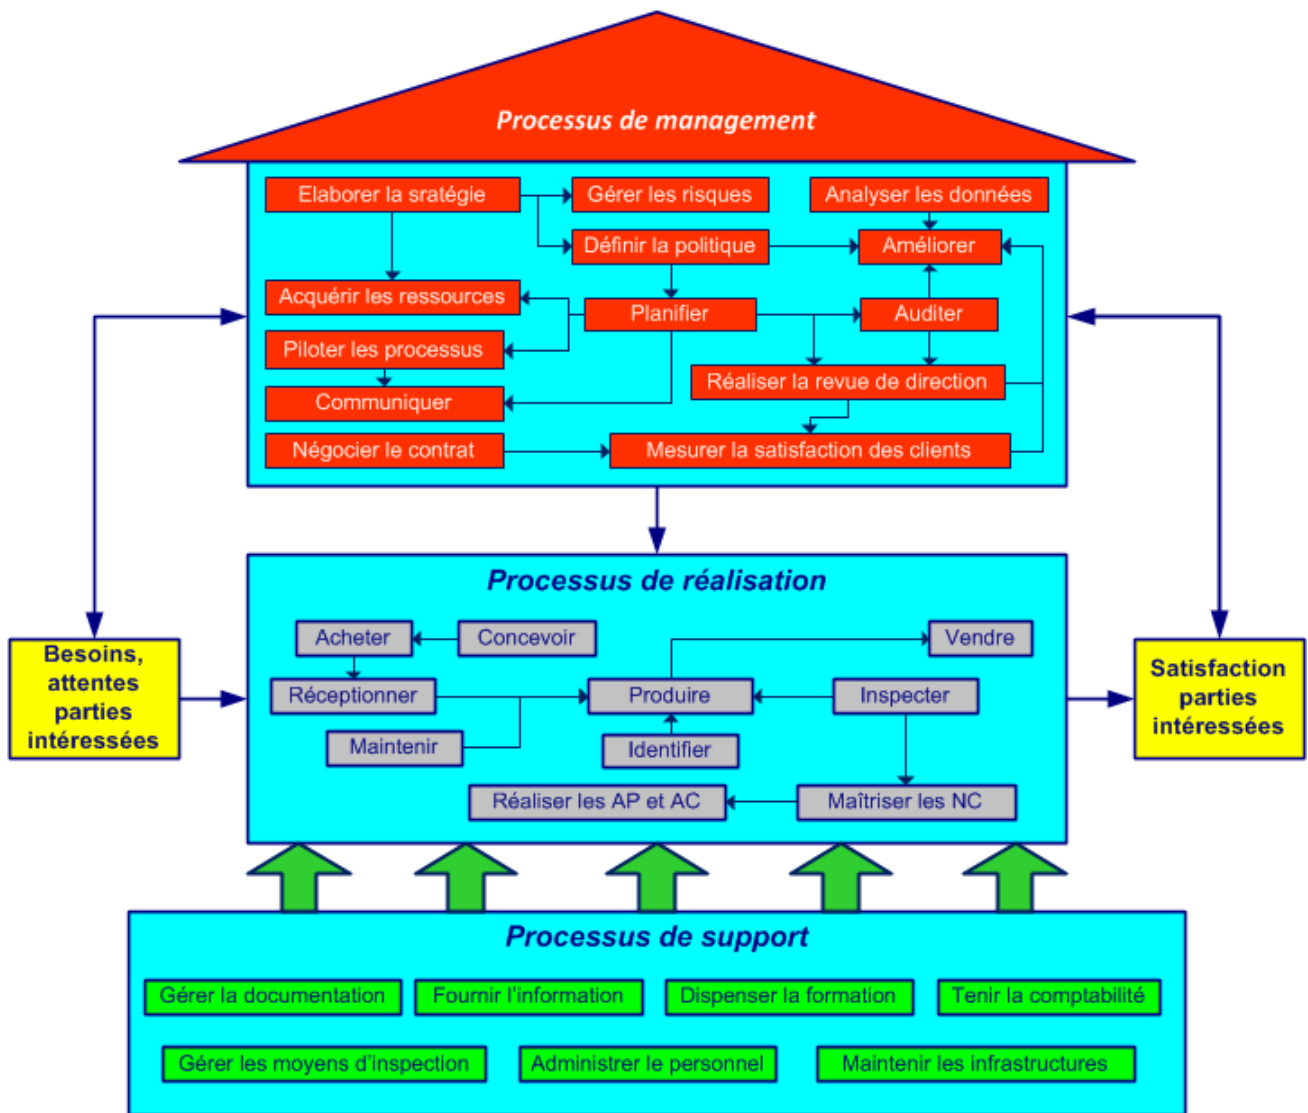 Processus de management
Elaborer la sratégie
Gérer les risques
Analyser les données
Définir la politique
Améliorer
Acquérir les ressources
Planifier
Auditer
Piloter les processus
Réaliser la revue de direction
Communiquer
Négocier le contrat
Mesurer la satisfaction des clients
Processus de réalisation
Acheter
Concevoir
Vendre
Besoins,
attentes
parties
intéressées
Réceptionner
Produire
Inspecter
Satisfaction
parties
intéressées
Maintenir
Identifier
Réaliser les AP et AC
Maîtriser les NC
Processus de support
Gérer la documentation
Fournir l'information
Dispenser la formation
Tenir la comptabilité
Gérer les moyens d'inspection
Administrer le personnel
Maintenir les infrastructures